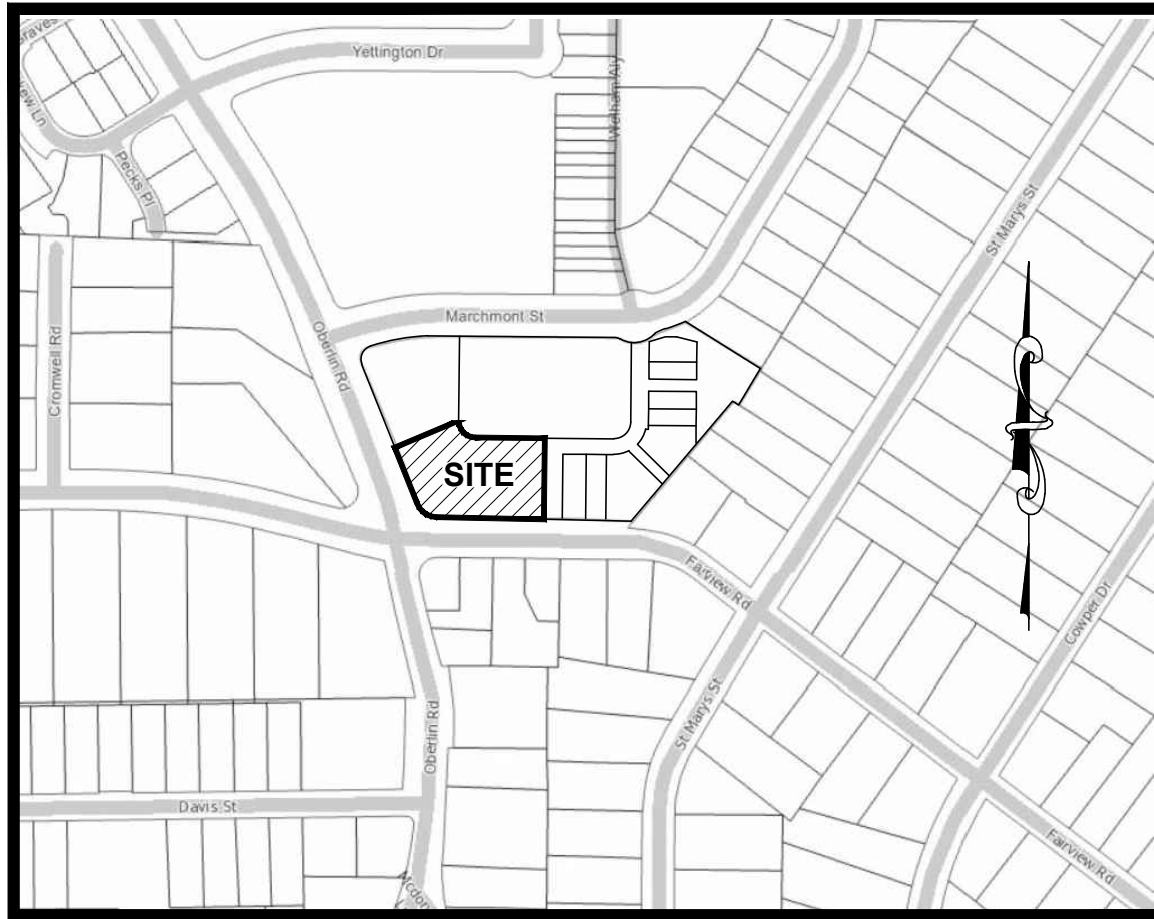 Yettington Dr
Pecks Pl
Marchmont St
St Marys St
Oberlin Rd
Cromwell Rd
SITE
Fairview Rd
Cowper Dr
St Marys St
Oberlin Rd
Davis St
Fairview Rd